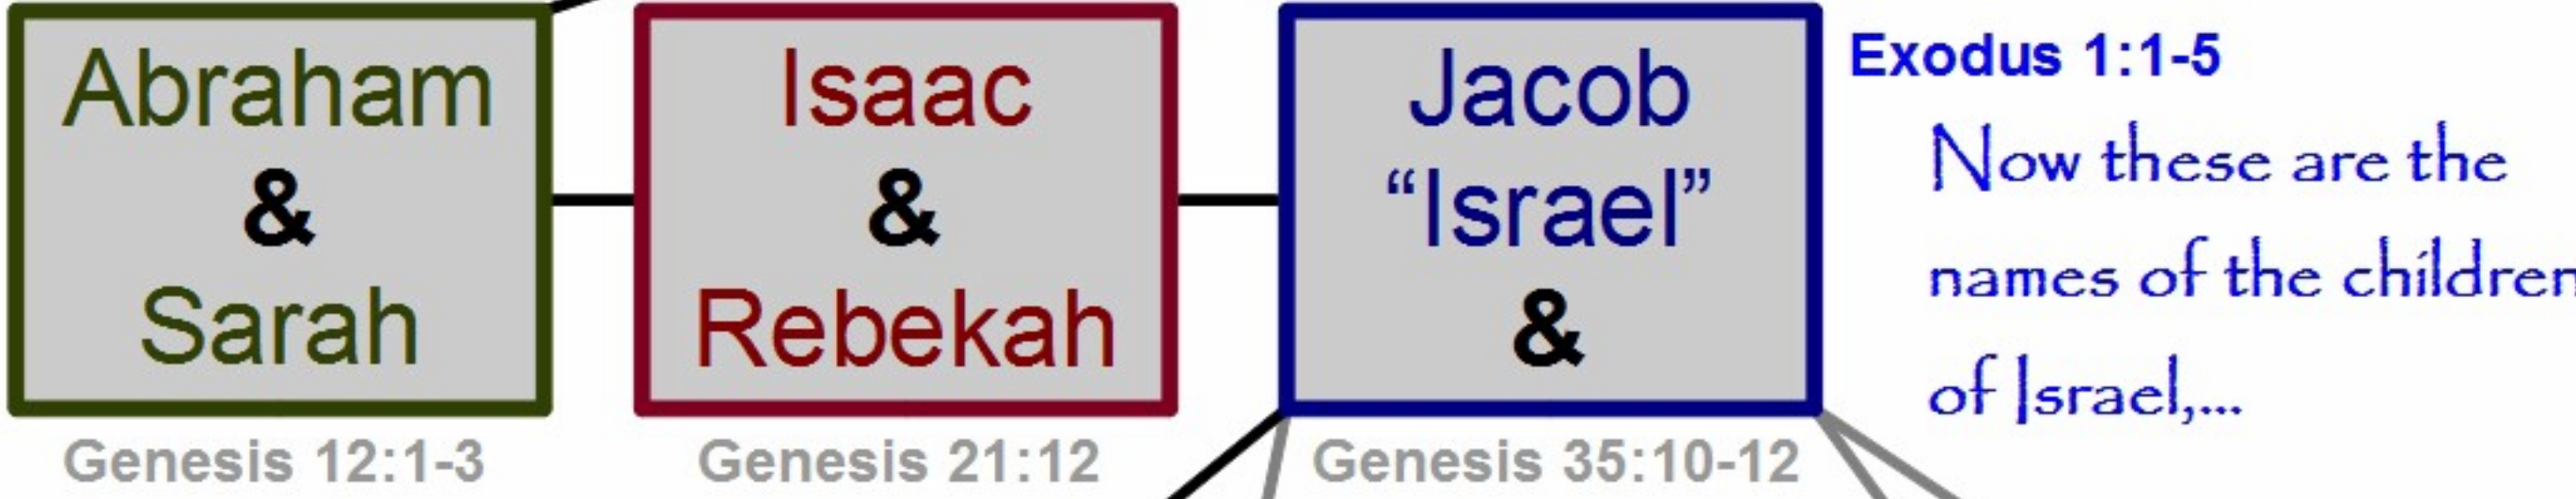 Abraham
&
Sarah
Genesis 12:1-3
Isaac
&
Rebekah
Genesis 21:12
Jacob
“Israel”
&
Genesis 35:10-12
Exodus 1:1-5
Now these are the
names of the children
of Israel,...